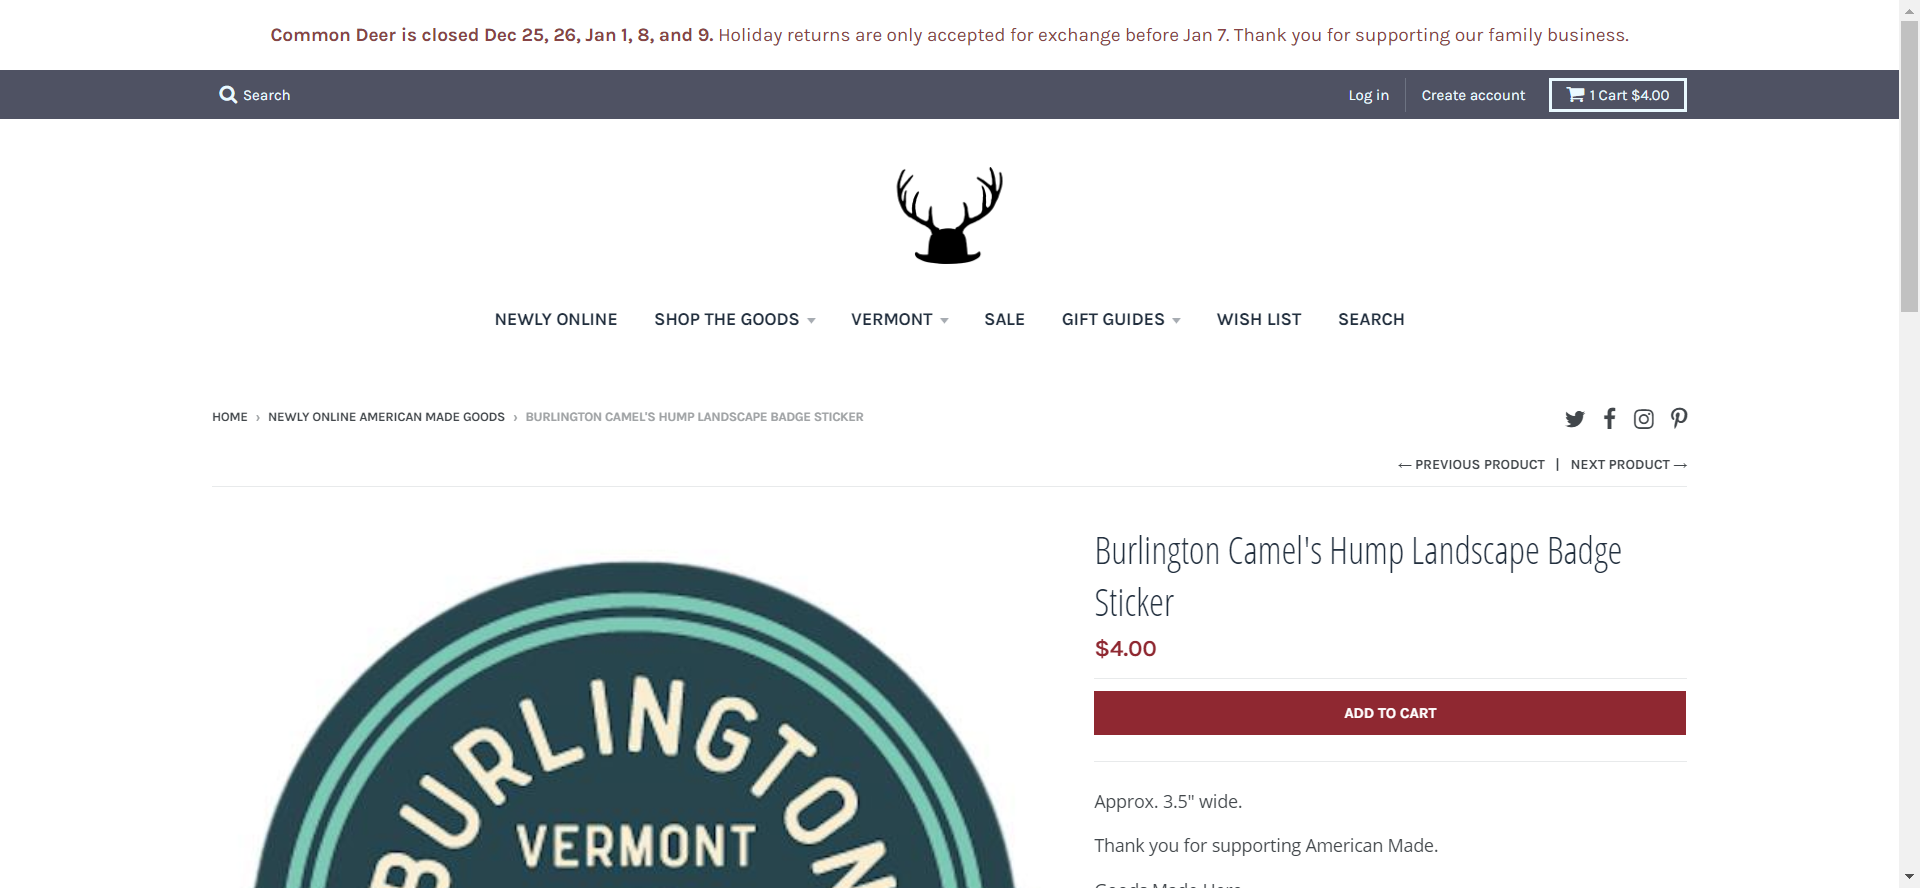 Common Deer is closed Dec 25, 26, Jan 1, 8, and 9. Holiday returns are only accepted for exchange before Jan 7. Thank you for supporting our family business.
Search
Log in
Create account
1 Cart $4.00
NEWLY ONLINE
SHOP THE GOODS
VERMONT
SALE
GIFT GUIDES
WISH LIST
SEARCH
HOME › NEWLY ONLINE AMERICAN MADE GOODS › BURLINGTON CAMEL'S HUMP LANDSCAPE BADGE STICKER
← PREVIOUS PRODUCT | NEXT PRODUCT →
BURLINGTON
VERMONT
Burlington Camel's Hump Landscape Badge
Sticker
$4.00
ADD TO CART
Approx. 3.5" wide.
Thank you for supporting American Made.
Goods Made Here